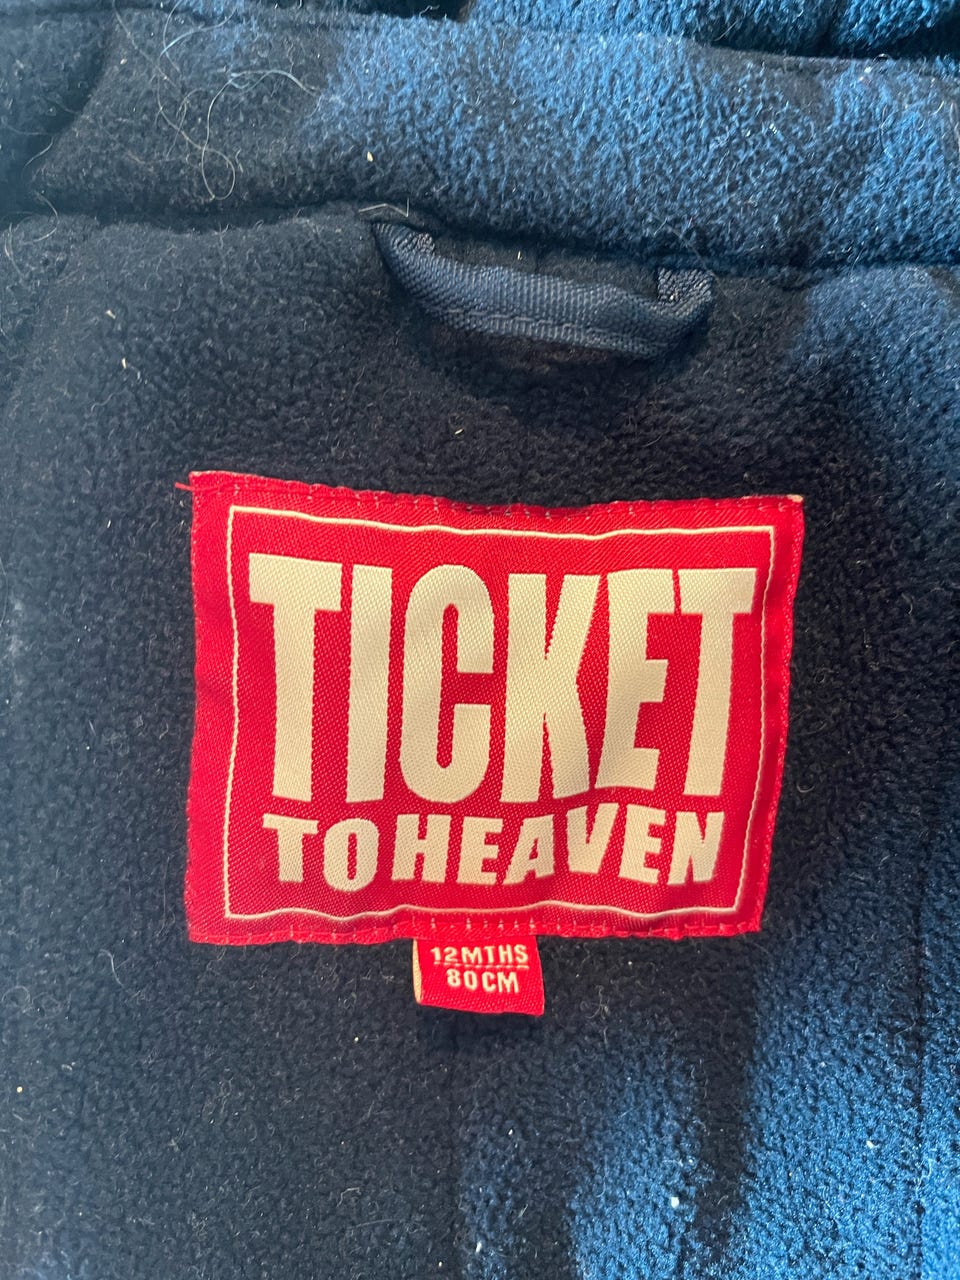 TICKET
TO HEAVEN
12MTHS
80CM